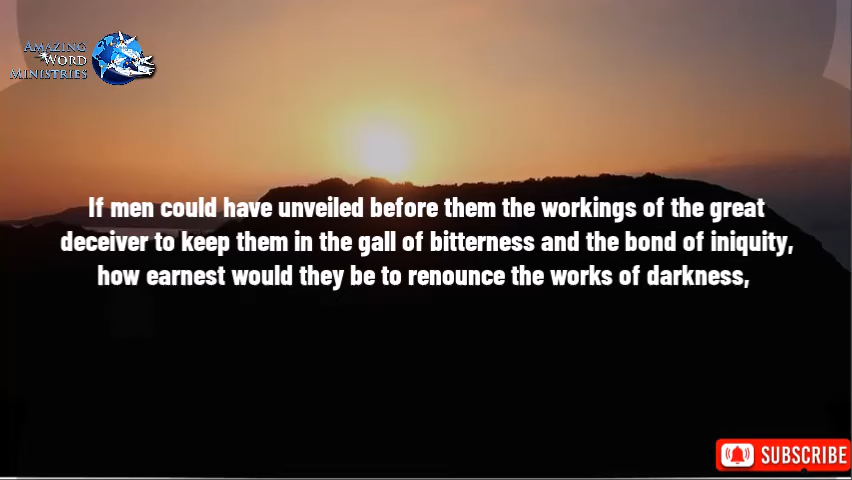 AMAZING
WORD
MINISTRIES
If men could have unveiled before them the workings of the great
deceiver to keep them in the gall of bitterness and the bond of iniquity,
how earnest would they be to renounce the works of darkness,
SUBSCRIBE